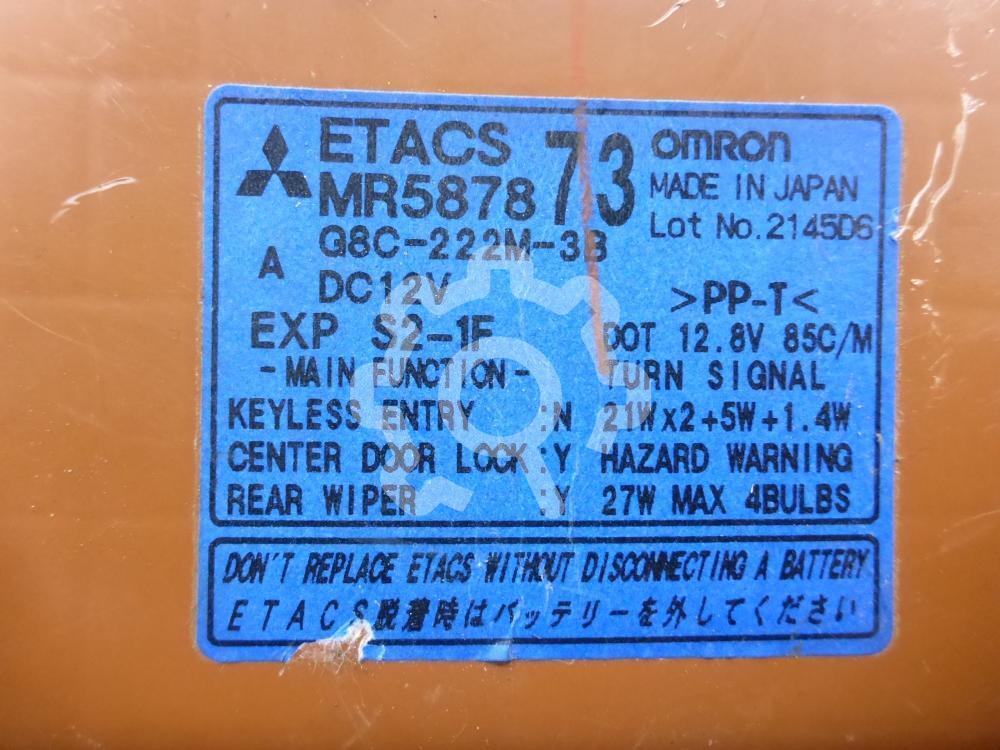 ETACS
MR587873
A
G8C-222M-3B
DC12V
EXP S2-1F
-MAIN FUNCTION-
KEYLESS ENTRY :N
CENTER DOOR LOCK:Y
REAR WIPER :Y
OMRON
MADE IN JAPAN
Lot No.2145D6
>PP-T<
DOT 12.8V 85C/M
TURN SIGNAL
21Wx2+5W+1.4W
HAZARD WARNING
27W MAX 4BULBS
DON'T REPLACE ETACS WITHOUT DISCONNECTING A BATTERY
ETACS脱着時はバッテリーを外してください